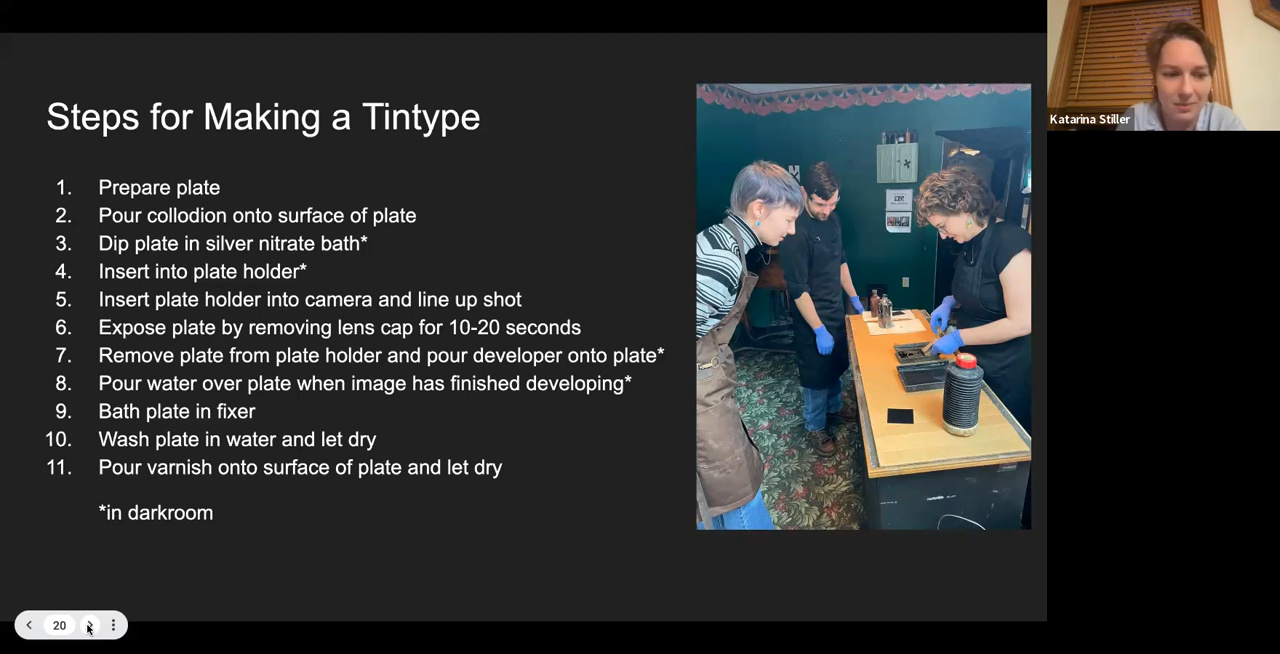 Steps for Making a Tintype
1. Prepare plate
2. Pour collodion onto surface of plate
3. Dip plate in silver nitrate bath*
4. Insert into plate holder*
5. Insert plate holder into camera and line up shot
6. Expose plate by removing lens cap for 10-20 seconds
7. Remove plate from plate holder and pour developer onto plate*
8. Pour water over plate when image has finished developing*
9. Bath plate in fixer
10. Wash plate in water and let dry
11. Pour varnish onto surface of plate and let dry
*in darkroom
20
Katarina Stiller